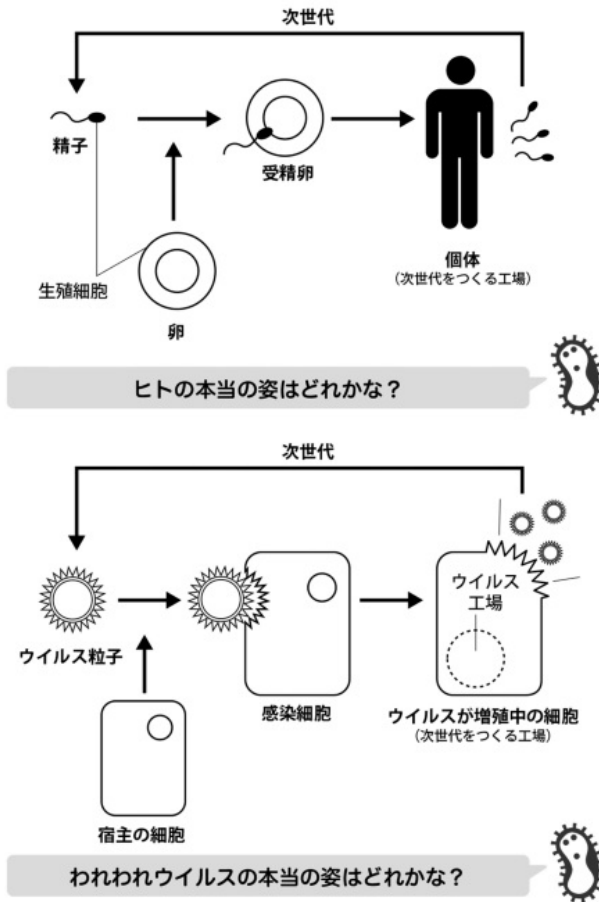 次世代
精子
受精卵
個体
（次世代をつくる工場）
生殖細胞
卵
ヒトの本当の姿はどれかな？
次世代
ウイルス粒子
感染細胞
ウイルス
工場
ウイルスが増殖中の細胞
（次世代をつくる工場）
宿主の細胞
われわれウイルスの本当の姿はどれかな？